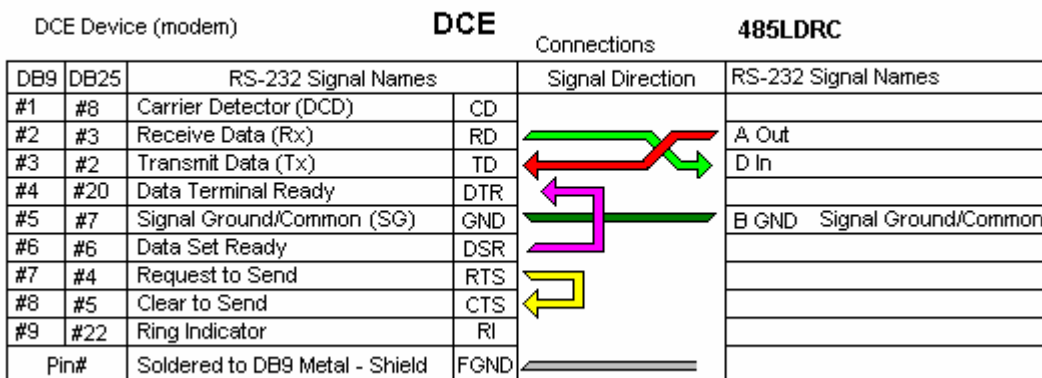 DCE Device (modem) DCE Connections 485LDRC
DB9 DB25 RS-232 Signal Names Signal Direction RS-232 Signal Names
#1 #8 Carrier Detector (DCD) CD
#2 #3 Receive Data (Rx) RD A Out
#3 #2 Transmit Data (Tx) TD D In
#4 #20 Data Terminal Ready DTR
#5 #7 Signal Ground/Common (SG) GND B GND Signal Ground/Common
#6 #6 Data Set Ready DSR
#7 #4 Request to Send RTS
#8 #5 Clear to Send CTS
#9 #22 Ring Indicator RI
Pin# Soldered to DB9 Metal - Shield FGND